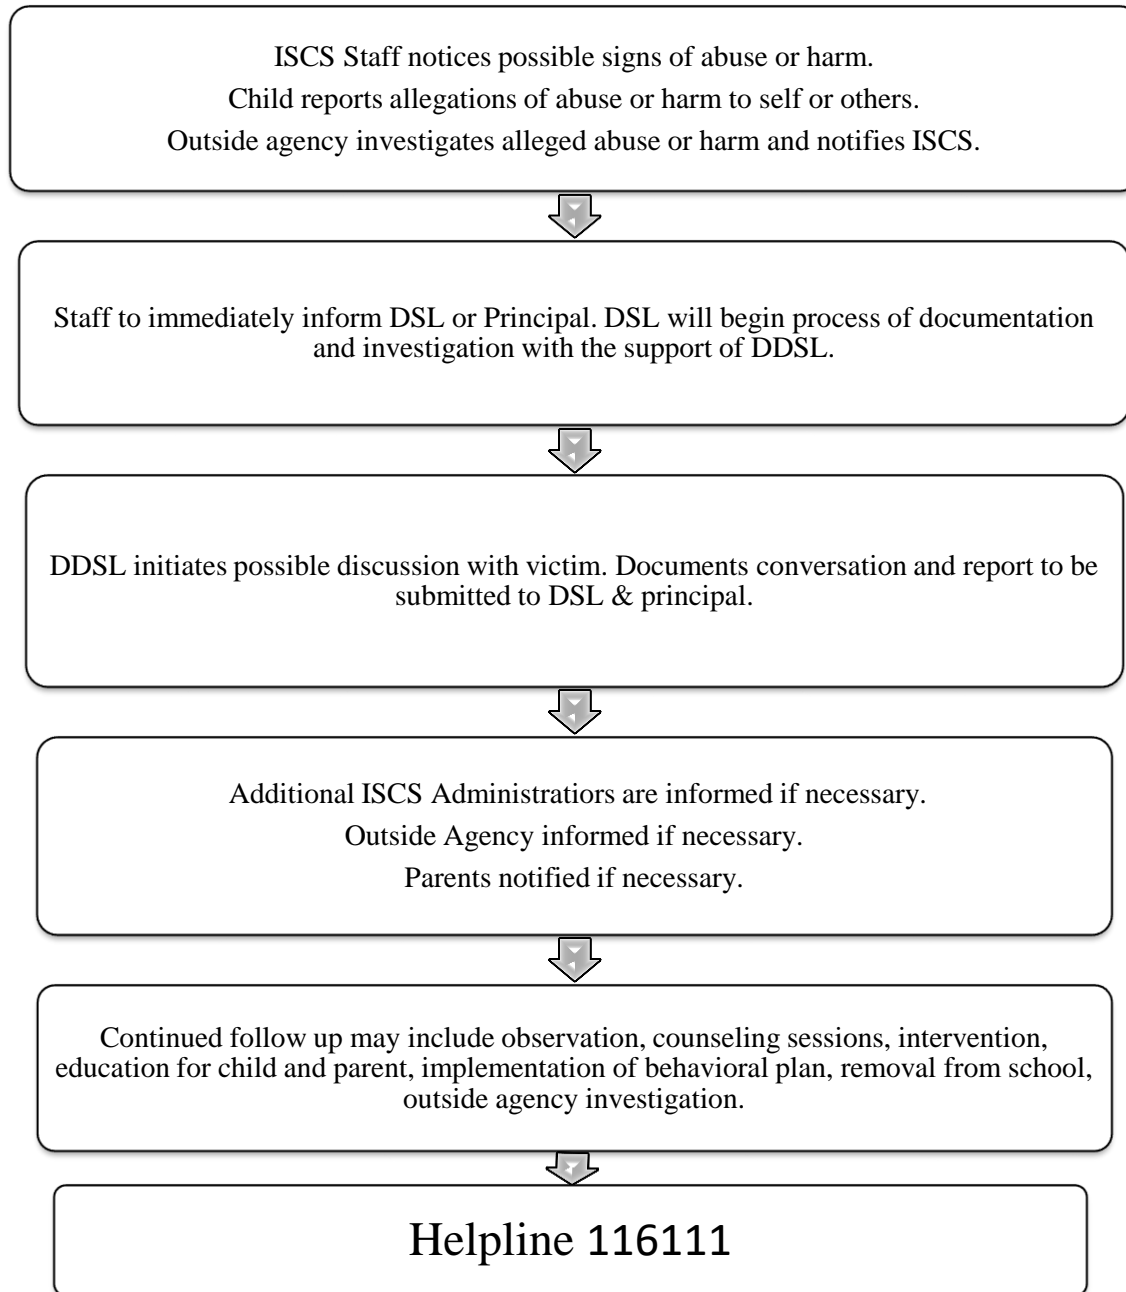 ISCS Staff notices possible signs of abuse or harm.
Child reports allegations of abuse or harm to self or others.
Outside agency investigates alleged abuse or harm and notifies ISCS.
Staff to immediately inform DSL or Principal. DSL will begin process of documentation
and investigation with the support of DDSL.
DDSL initiates possible discussion with victim. Documents conversation and report to be
submitted to DSL & principal.
Additional ISCS Administratiors are informed if necessary.
Outside Agency informed if necessary.
Parents notified if necessary.
Continued follow up may include observation, counseling sessions, intervention,
education for child and parent, implementation of behavioral plan, removal from school,
outside agency investigation.
Helpline 116111